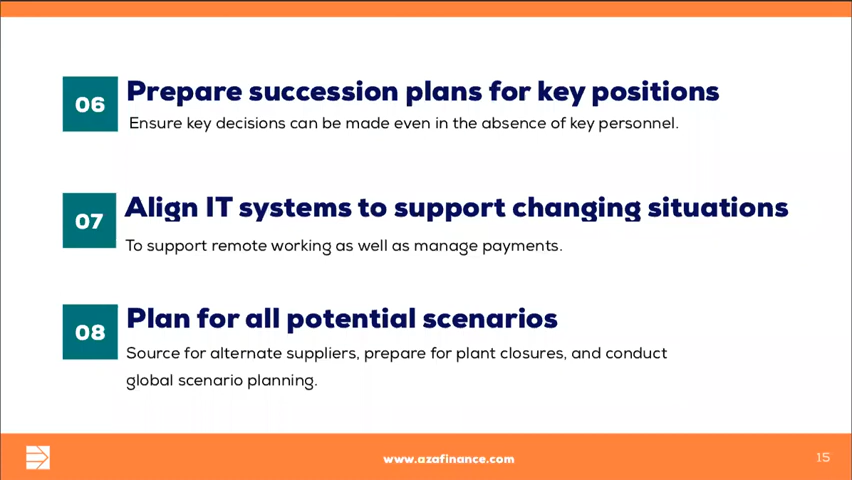 06
Prepare succession plans for key positions
Ensure key decisions can be made even in the absence of key personnel.
07
Align IT systems to support changing situations
To support remote working as well as manage payments.
08
Plan for all potential scenarios
Source for alternate suppliers, prepare for plant closures, and conduct
global scenario planning.
www.azafinance.com
15